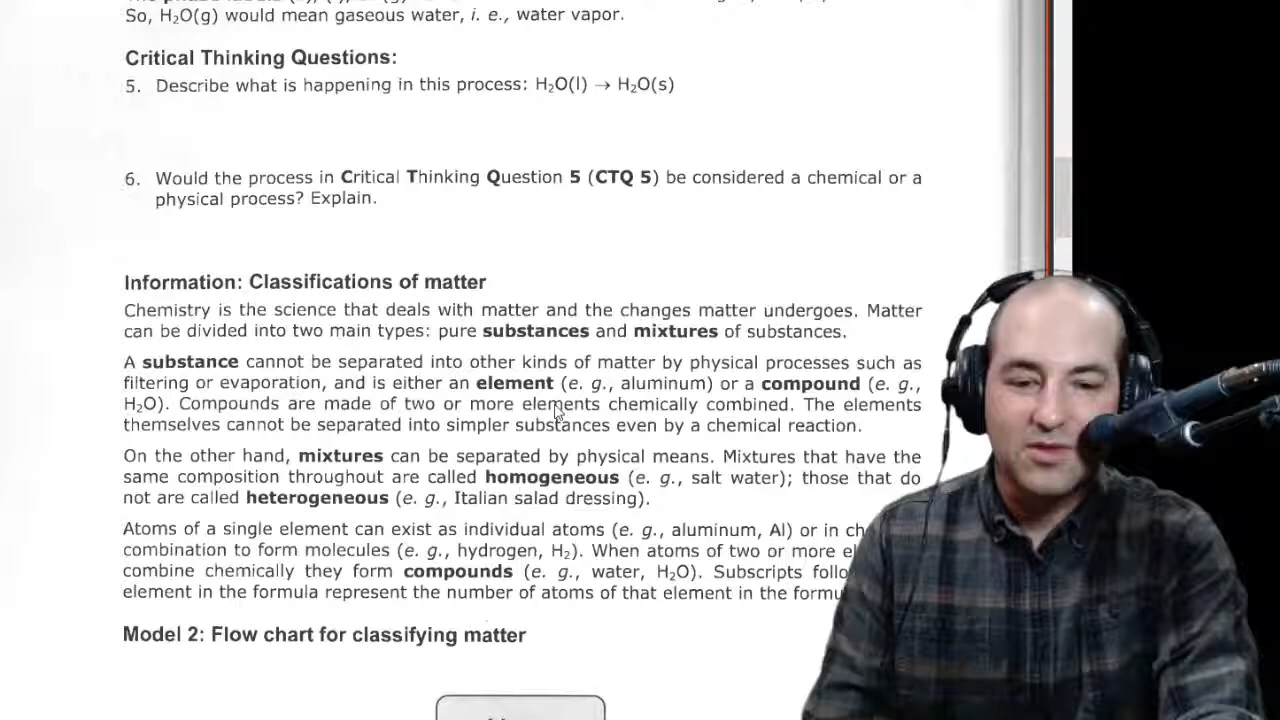 So, H₂O(g) would mean gaseous water, i. e., water vapor.
Critical Thinking Questions:
5. Describe what is happening in this process: H₂O(l) → H₂O(s)
6. Would the process in Critical Thinking Question 5 (CTQ 5) be considered a chemical or a
physical process? Explain.
Information: Classifications of matter
Chemistry is the science that deals with matter and the changes matter undergoes. Matter
can be divided into two main types: pure substances and mixtures of substances.
A substance cannot be separated into other kinds of matter by physical processes such as
filtering or evaporation, and is either an element (e. g., aluminum) or a compound (e. g.,
H₂O). Compounds are made of two or more elements chemically combined. The elements
themselves cannot be separated into simpler substances even by a chemical reaction.
On the other hand, mixtures can be separated by physical means. Mixtures that have the
same composition throughout are called homogeneous (e. g., salt water); those that do
not are called heterogeneous (e. g., Italian salad dressing).
Atoms of a single element can exist as individual atoms (e. g., aluminum, Al) or in
combination to form molecules (e. g., hydrogen, H₂). When atoms of two or more
combine chemically they form compounds (e. g., water, H₂O). Subscripts
element in the formula represent the number of atoms of that element in the
Model 2: Flow chart for classifying matter